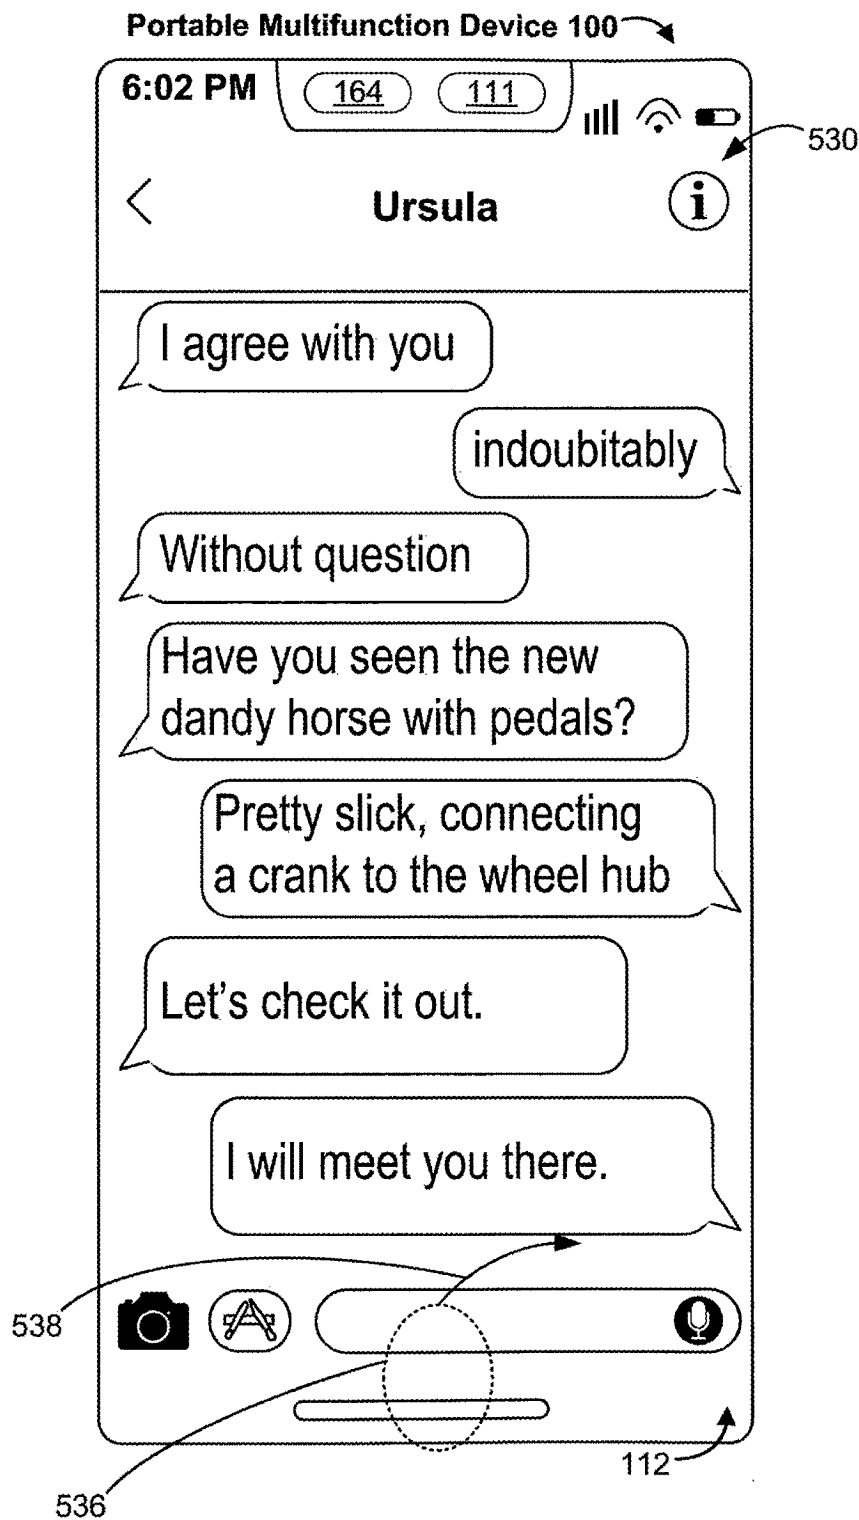 Portable Multifunction Device 100
6:02 PM
164
111
530
Ursula
i
I agree with you
indoubitably
Without question
Have you seen the new
dandy horse with pedals?
Pretty slick, connecting
a crank to the wheel hub
Let's check it out.
I will meet you there.
538
112
536